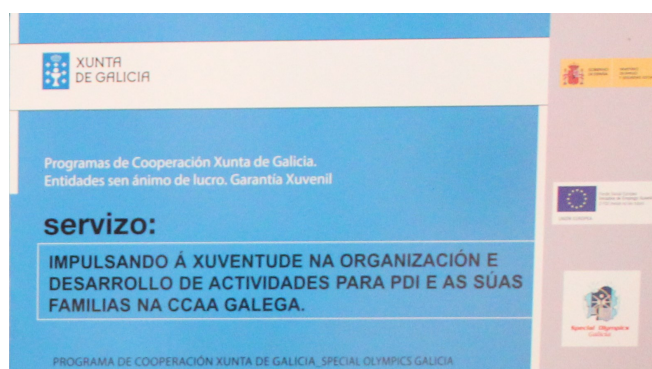 XUNTA
DE GALICIA
Programas de Cooperación Xunta de Galicia.
Entidades sen ánimo de lucro. Garantía Xuvenil
servizo:
IMPULSANDO Á XUVENTUDE NA ORGANIZACIÓN E
DESARROLLO DE ACTIVIDADES PARA PDI E AS SÚAS
FAMILIAS NA CCAA GALEGA.
PROGRAMA DE COOPERACIÓN XUNTA DE GALICIA_SPECIAL OLYMPICS GALICIA
Special Olympics
Galicia